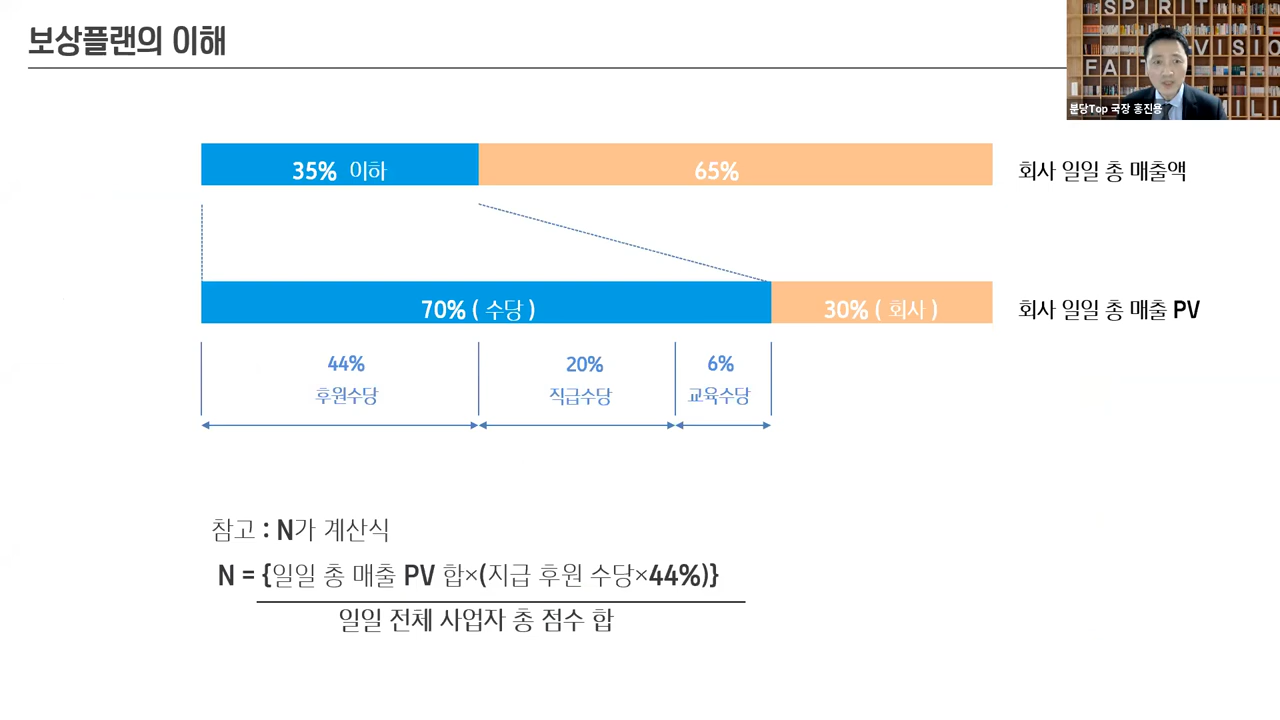 보상플랜의 이해
SPIRIT
VISIO
FAIT
분당Top 국장 홍진용
35% 이하
65%
회사 일일 총 매출액
70% ( 수당 )
30% ( 회사 )
회사 일일 총 매출 PV
44%
20%
6%
후원수당
직급수당
교육수당
참고 : N가 계산식
N = {일일 총 매출 PV 합×(지급 후원 수당×44%)}
일일 전체 사업자 총 점수 합